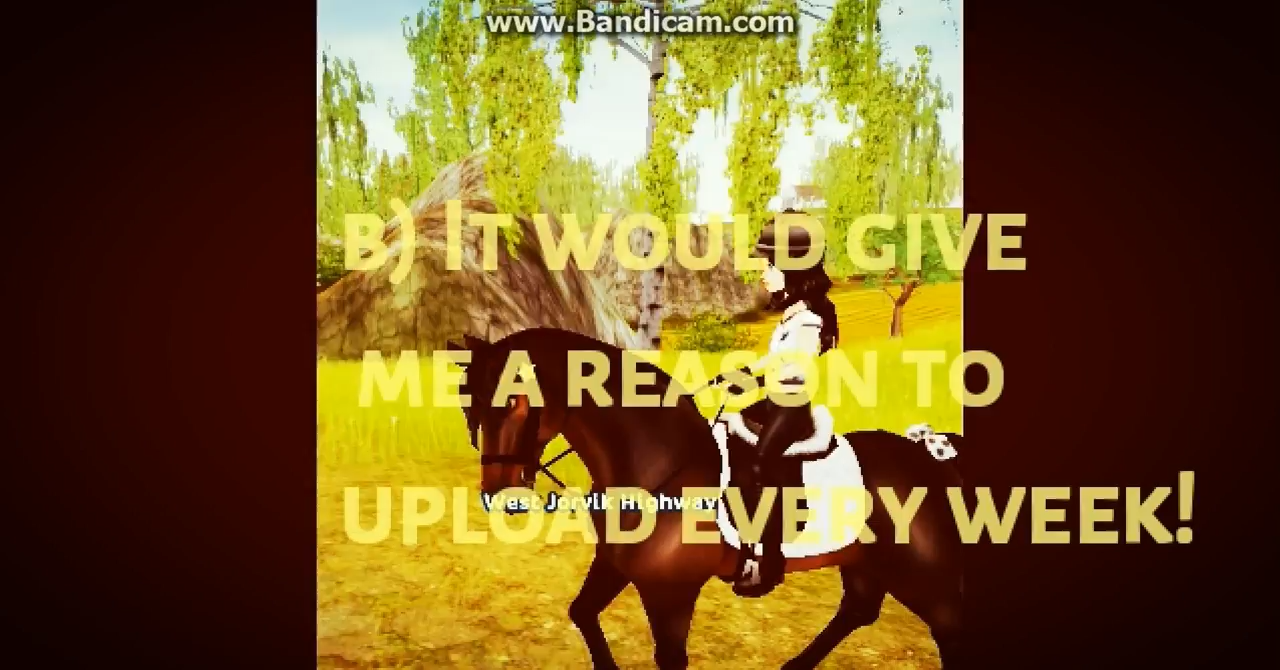 www.Bandicam.com
B) It would give
me a reason to
West Jorvik Highway
upload every week!